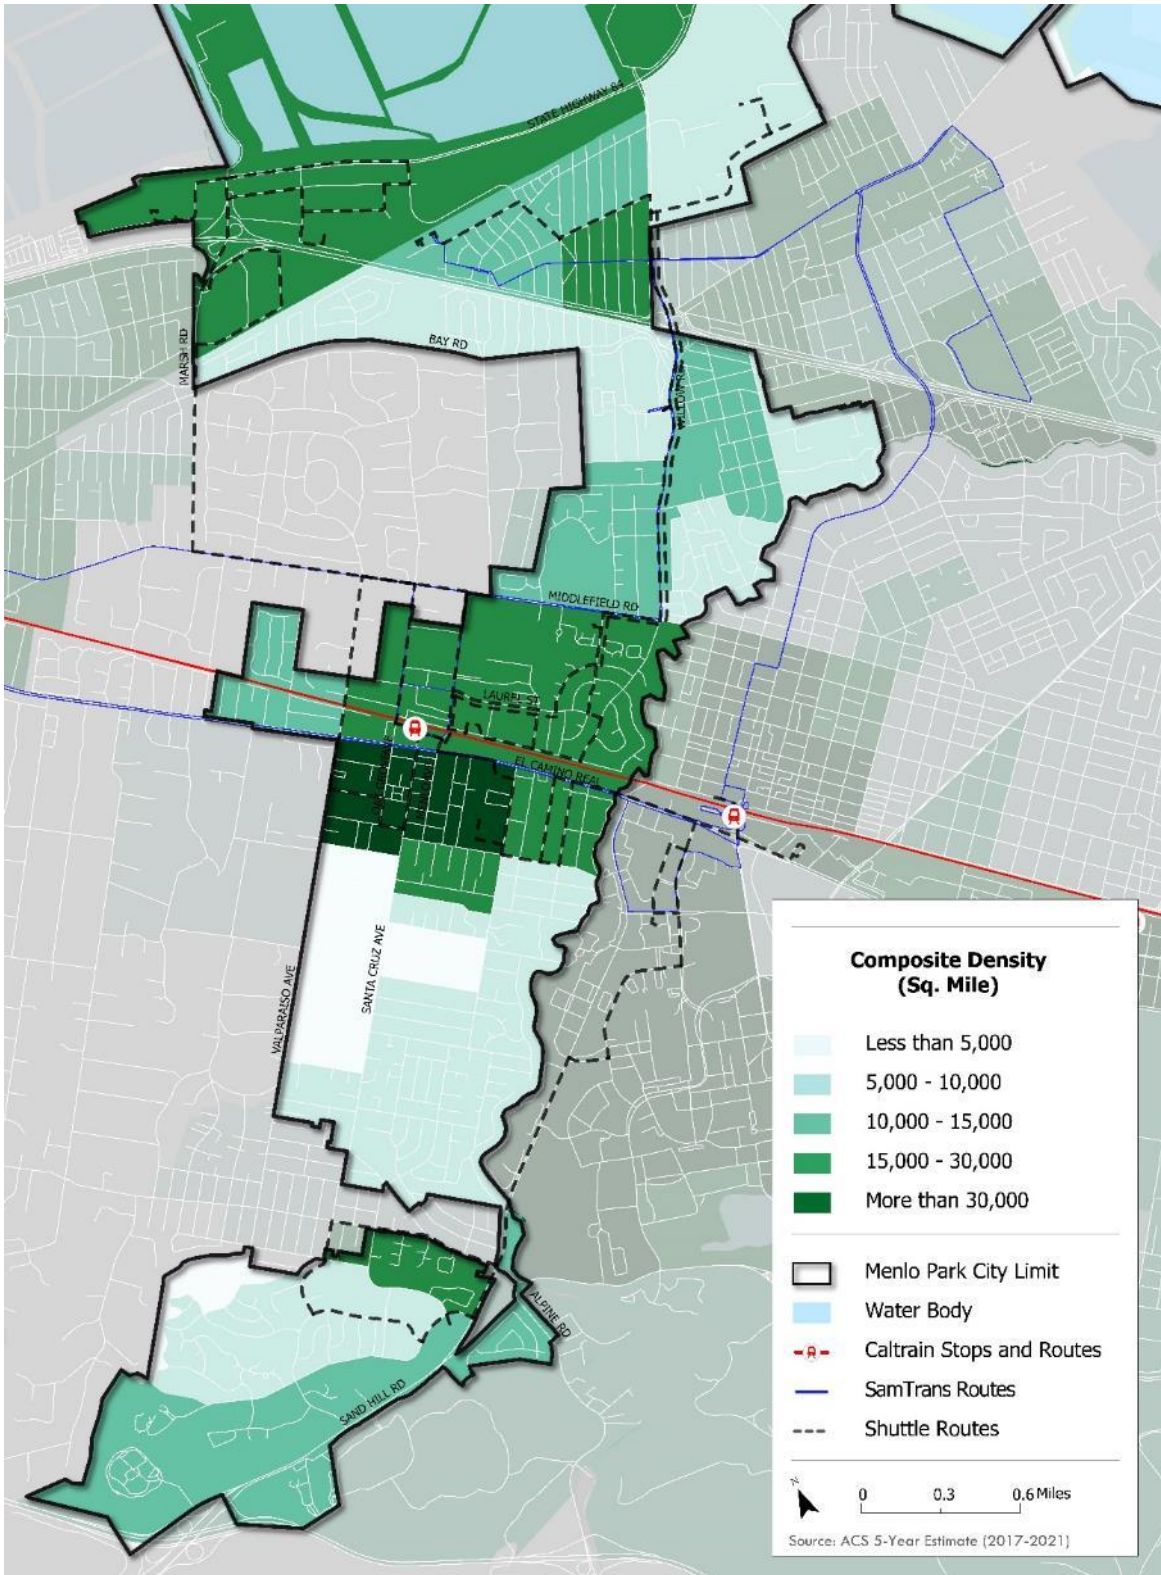 STATE HIGHWAY 84
MARSH RD
BAY RD
WILLOW RD
MIDDLEFIELD RD
LAUREL ST
EL CAMINO REAL
VALPARAISO AVE
SANTA CRUZ AVE
ALPINE RD
SAND HILL RD
Composite Density
(Sq. Mile)
Less than 5,000
5,000 - 10,000
10,000 - 15,000
15,000 - 30,000
More than 30,000
Menlo Park City Limit
Water Body
Caltrain Stops and Routes
SamTrans Routes
Shuttle Routes
N
0 0.3 0.6 Miles
Source: ACS 5-Year Estimate (2017-2021)